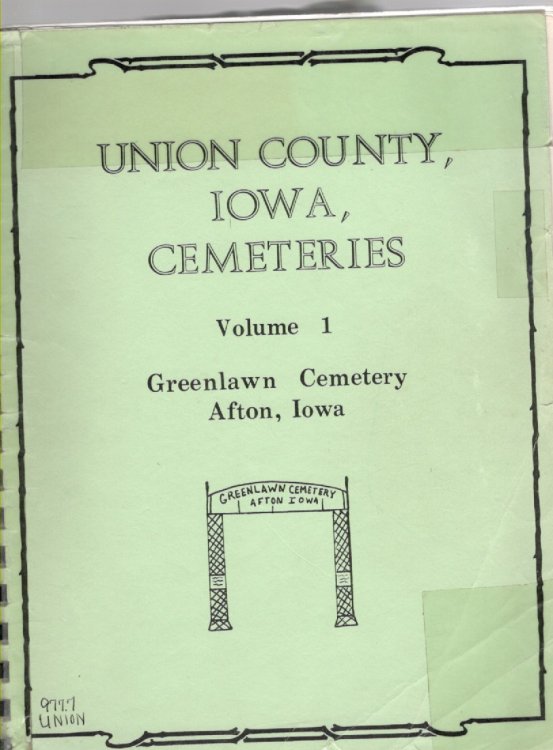 UNION COUNTY,
IOWA,
CEMETERIES
Volume 1
Greenlawn Cemetery
Afton, Iowa
GREENLAWN CEMETERY
AFTON IOWA
977.7
UNION